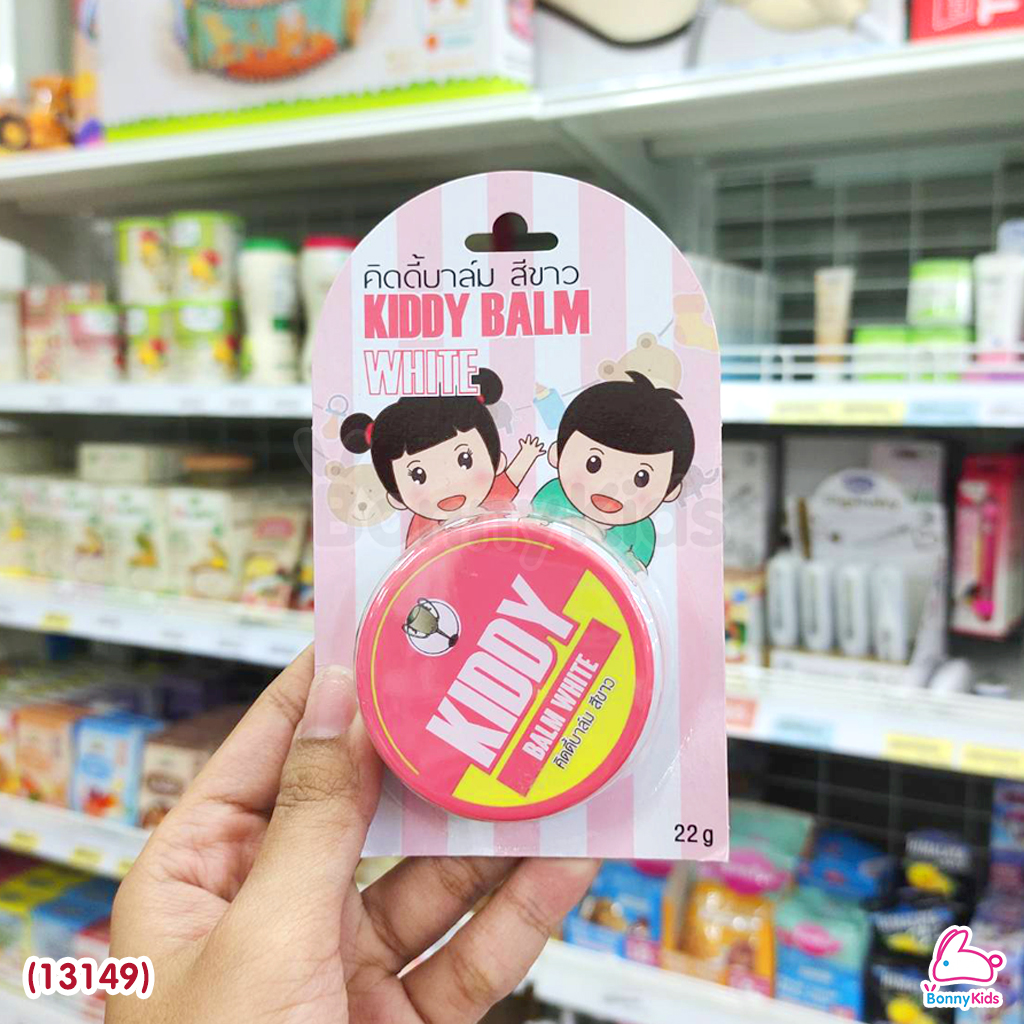 คิดดี้บาล์ม สีขาว
KIDDY BALM
WHITE
BonnyKids
KIDDY
BALM WHITE
คิดดี้บาล์ม สีขาว
22 g
(13149)
BonnyKids